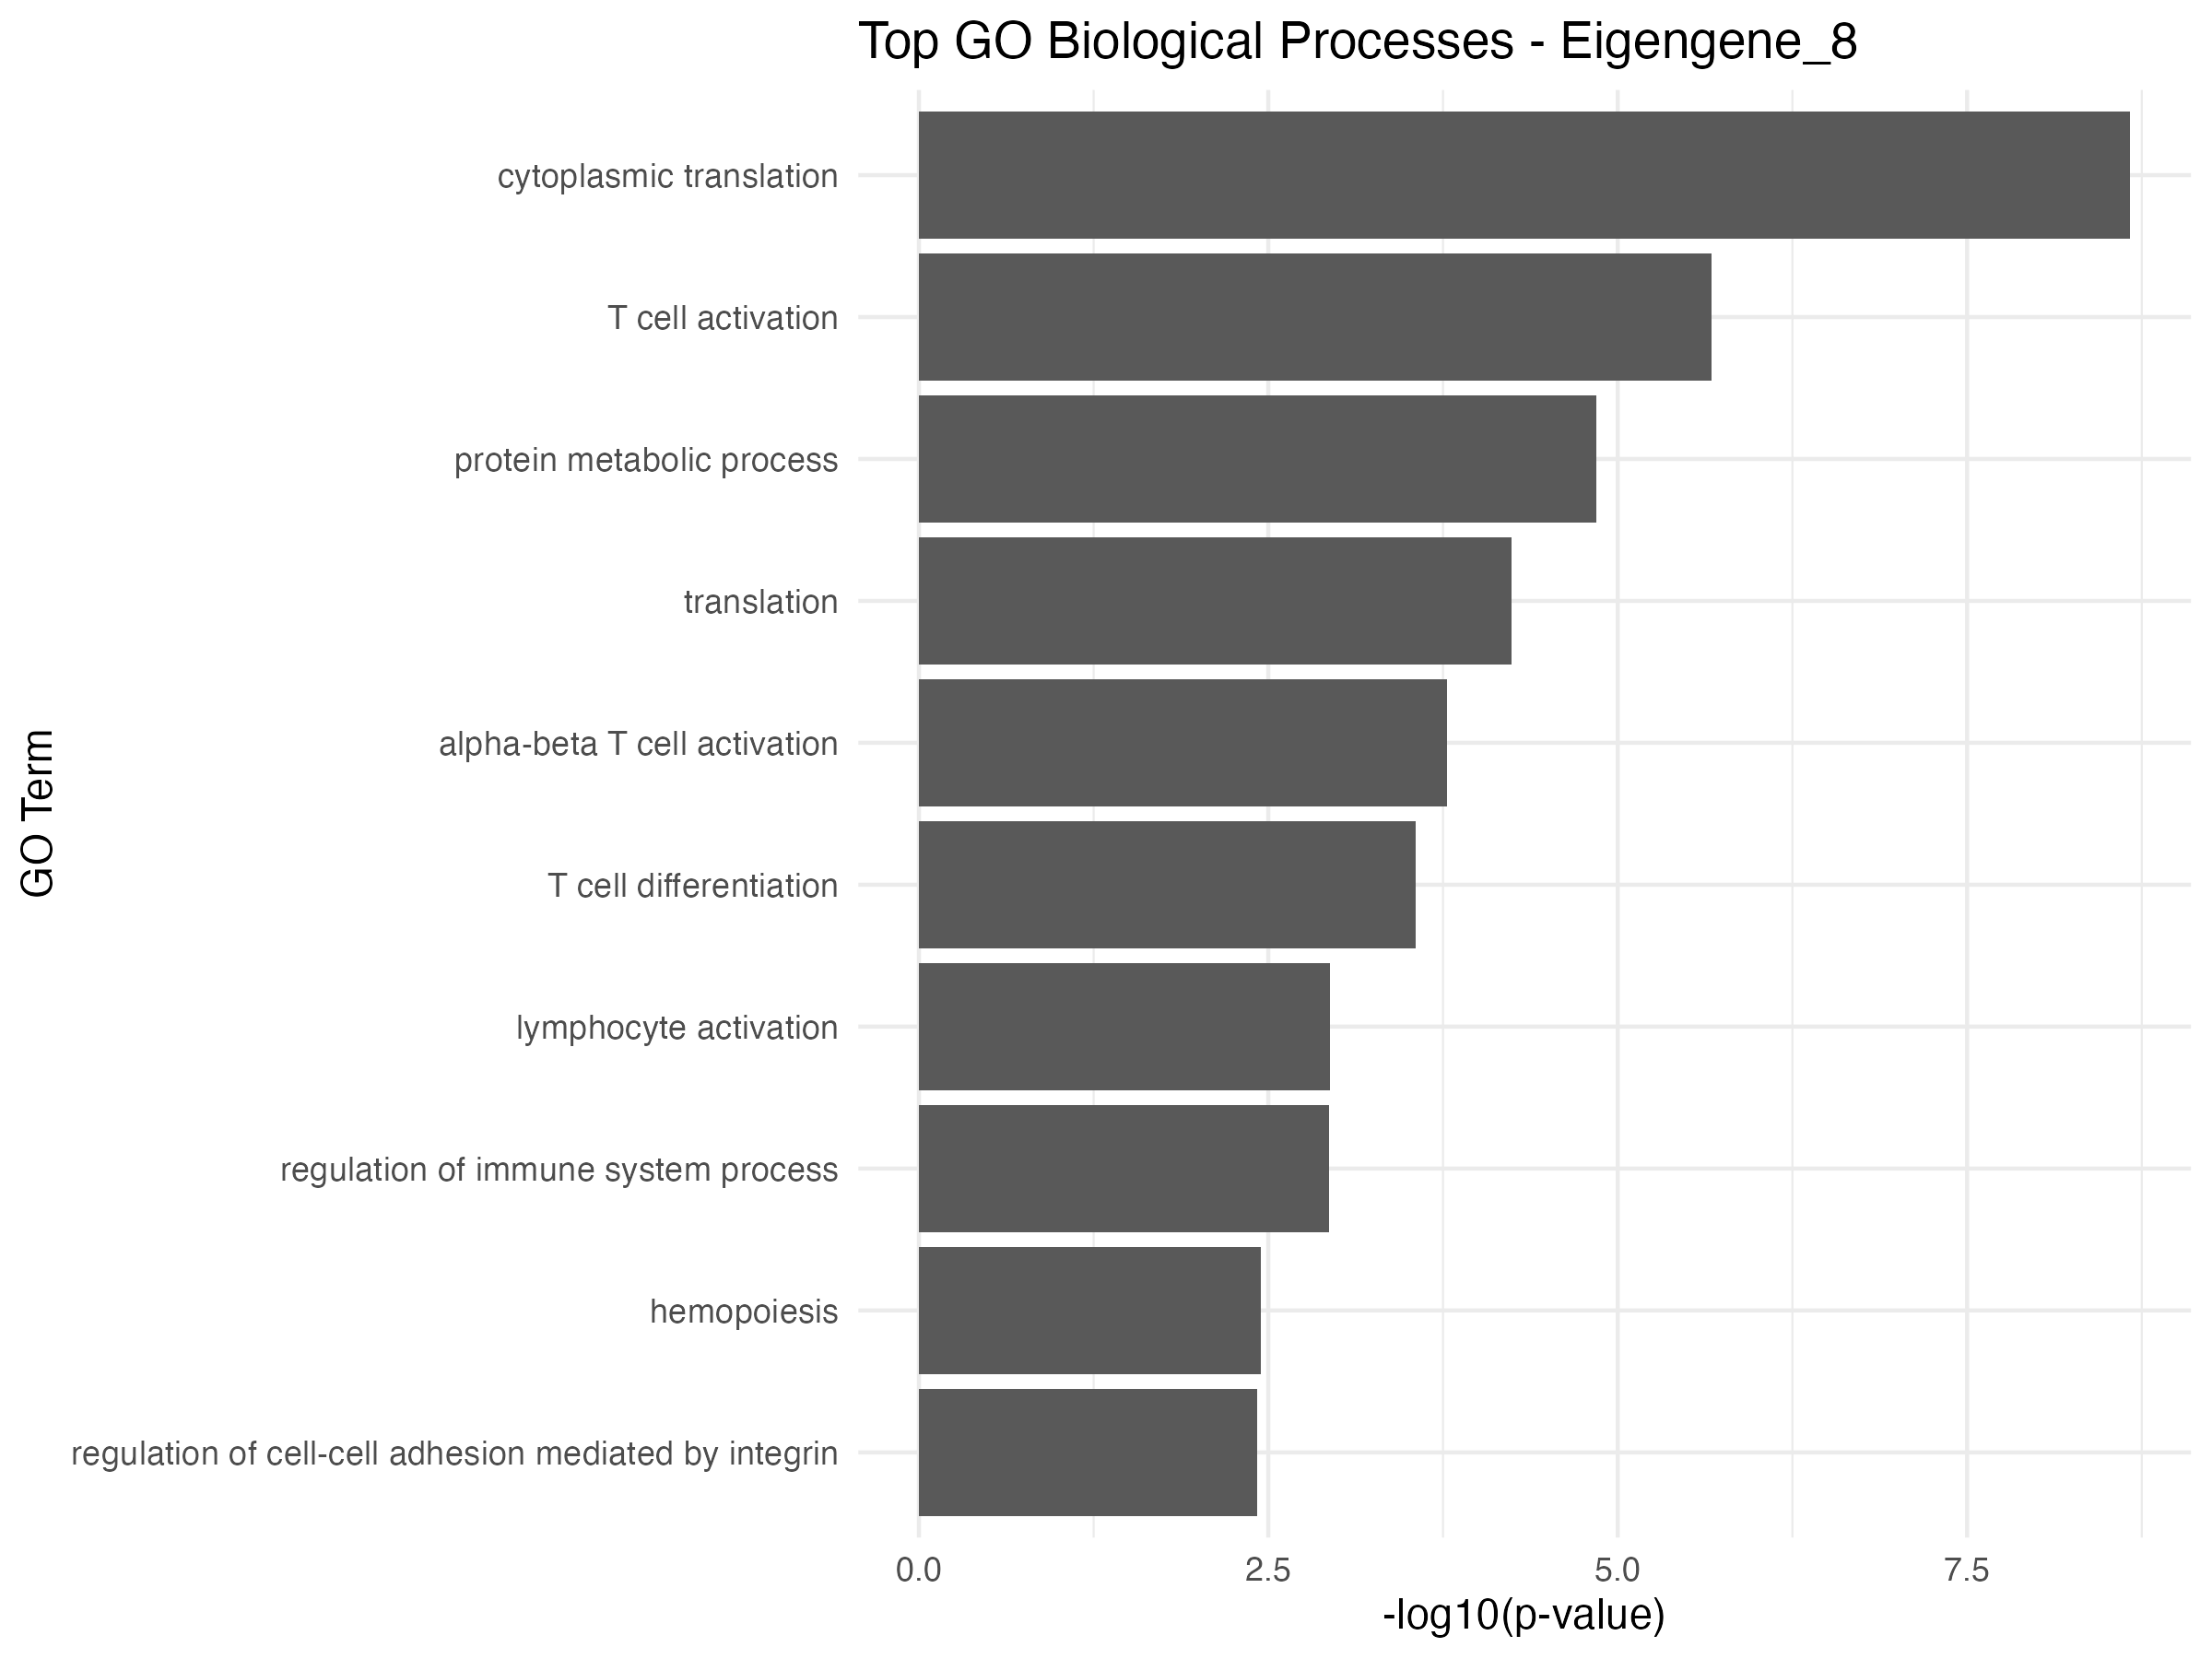 Top GO Biological Processes - Eigengene_8
cytoplasmic translation
T cell activation
protein metabolic process
translation
alpha-beta T cell activation
T cell differentiation
lymphocyte activation
regulation of immune system process
hemopoiesis
regulation of cell-cell adhesion mediated by integrin
GO Term
0.0 2.5 5.0 7.5
-log10(p-value)